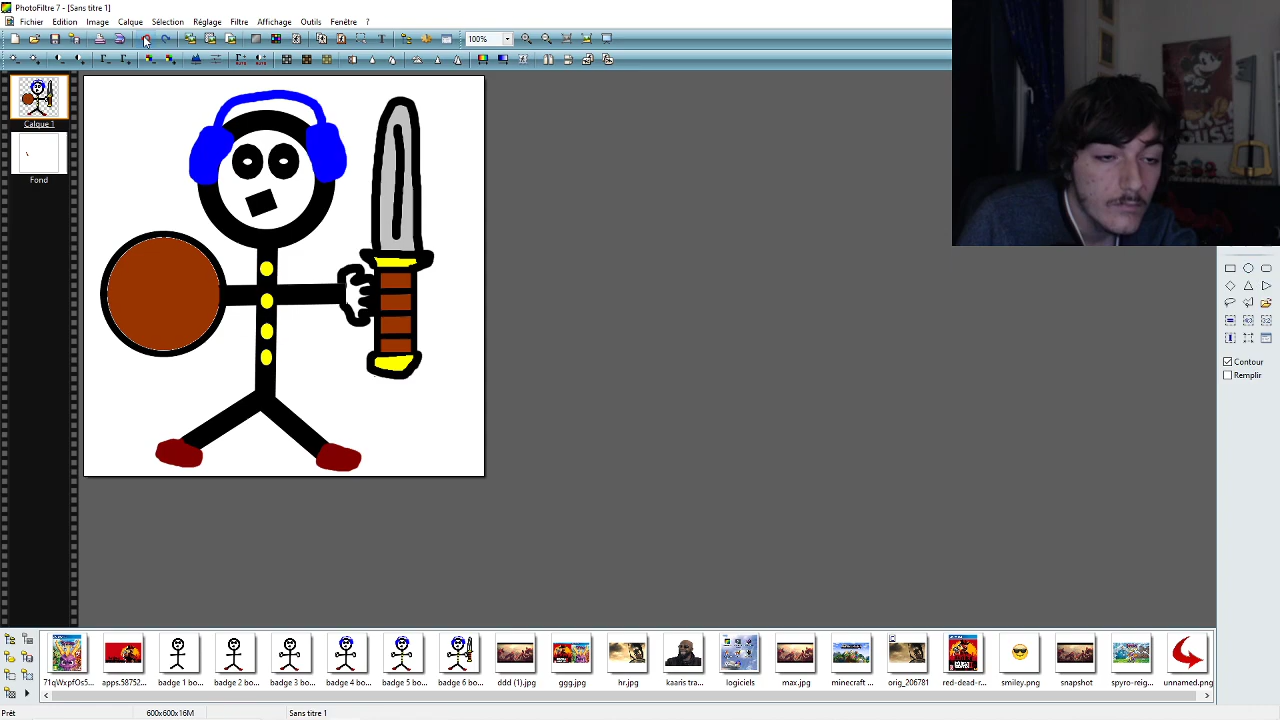 PhotoFiltre 7 - [Sans titre 1]
Fichier Edition Image Calque Sélection Réglage Filtre Affichage Outils Fenêtre ?
100%
Calque 1
Fond
MOUSE
Contour
Remplir
71qWxpfOs5... apps.58752... badge 1 bo... badge 2 bo... badge 3 bo... badge 4 bo... badge 5 bo... badge 6 bo... ddd (1).jpg ggg.jpg hr.jpg kaaris tra... logiciels max.jpg minecraft ... orig_206781 red-dead-r... smiley.png snapshot spyro-reig... unnamed.png
Prêt 600x600x16M Sans titre 1